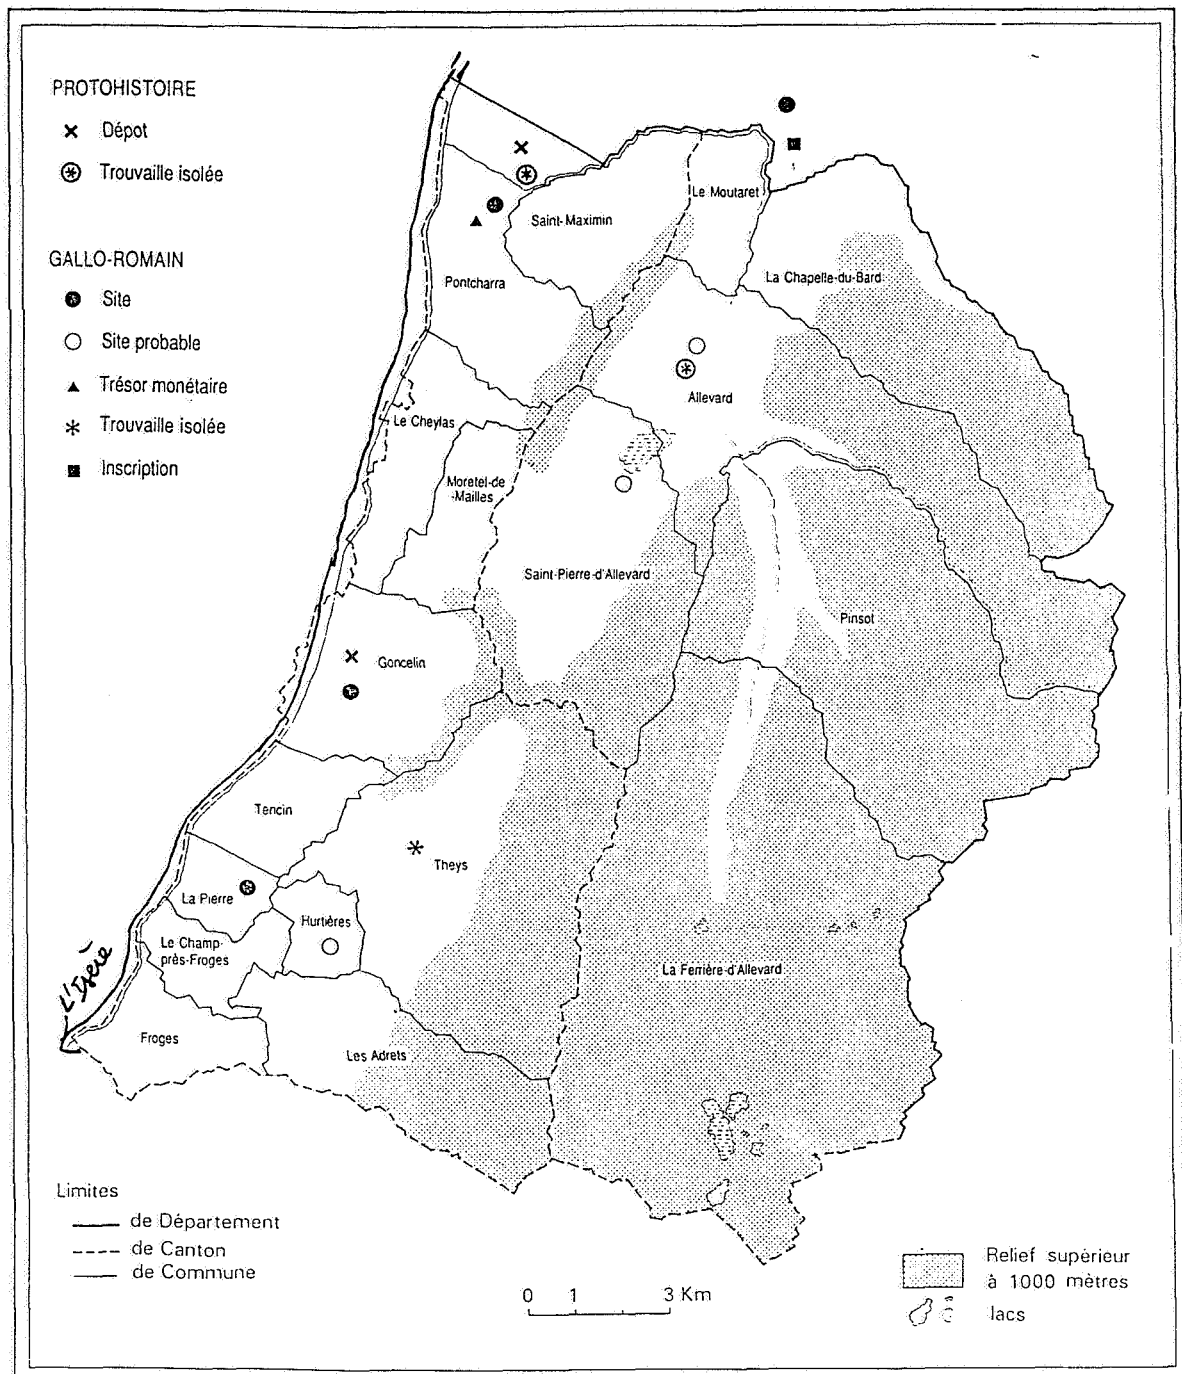 PROTOHISTOIRE
Dépot
Trouvaille isolée
GALLO-ROMAIN
Site
Site probable
Trésor monétaire
Trouvaille isolée
Inscription
Le Moutaret
Saint-Maximin
La Chapelle-du-Bard
Pontcharra
Allevard
Le Cheylas
Moretel-de-
-Mailles
Saint-Pierre-d'Allevard
Pinsot
Goncelin
Tencin
Theys
La Pierre
Hurtières
Le Champ-
près-Froges
La Ferrière-d'Allevard
L'Isère
Froges
Les Adrets
Limites
de Département
de Canton
de Commune
0 1 3 Km
Relief supérieur
à 1000 mètres
lacs